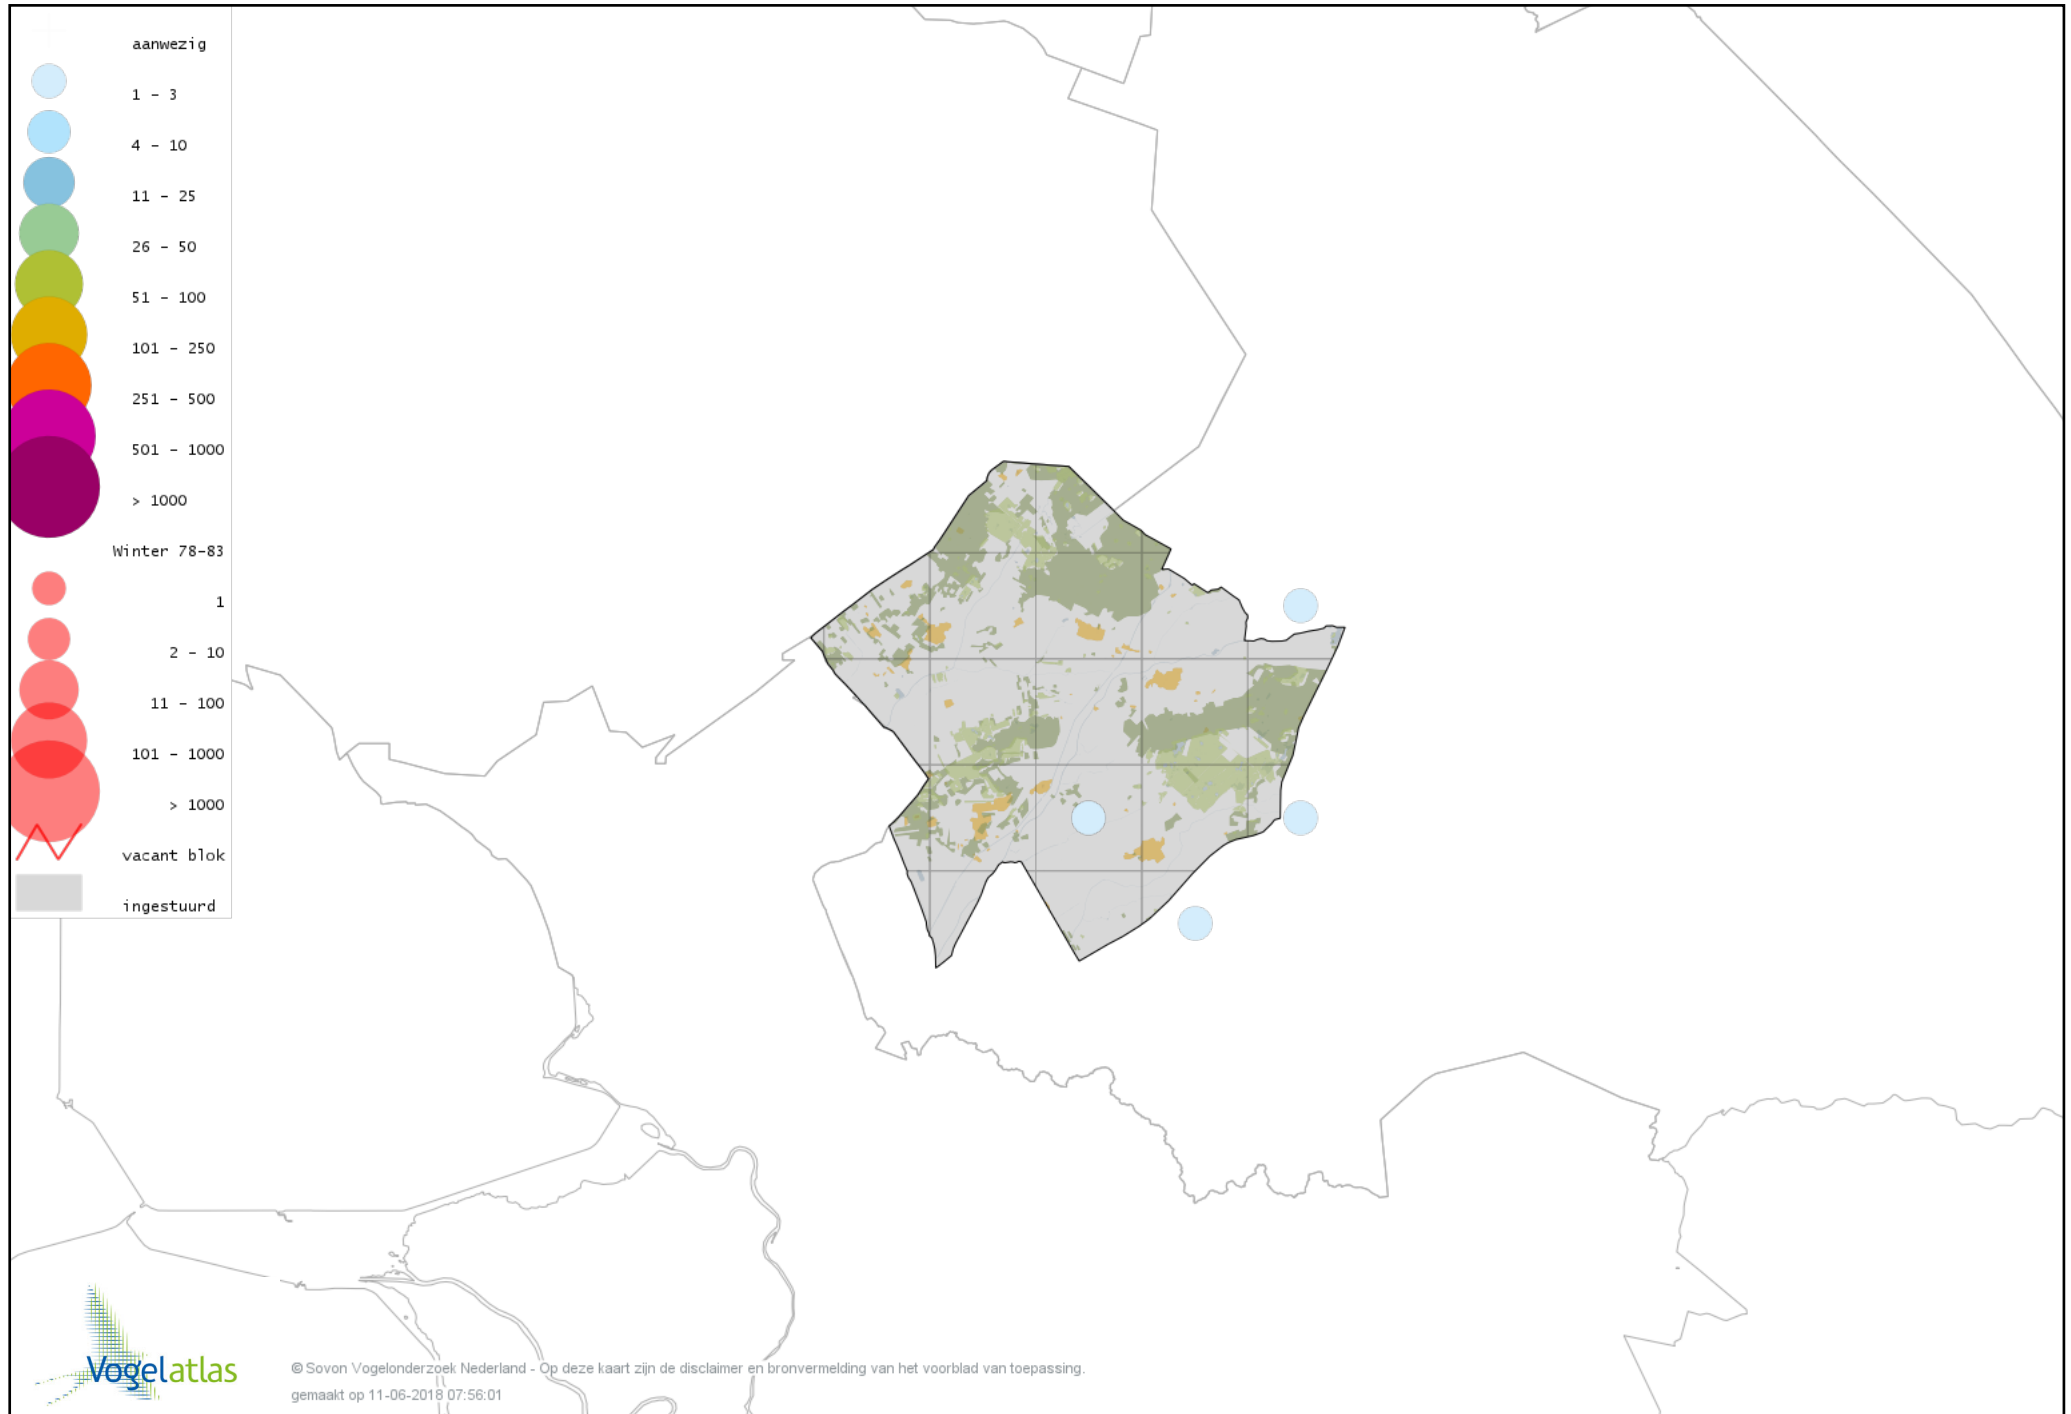 aanwezig
1 – 3
4 – 10
11 – 25
26 – 50
51 – 100
101 – 250
251 – 500
501 – 1000
> 1000
Winter 78-83
1
2 – 10
11 – 100
101 – 1000
> 1000
vacant blok
ingestuurd
Vogelatlas
© Sovon Vogelonderzoek Nederland - Op deze kaart zijn de disclaimer en bronvermelding van het voorblad van toepassing.
gemaakt op 11-06-2018 07:56:01